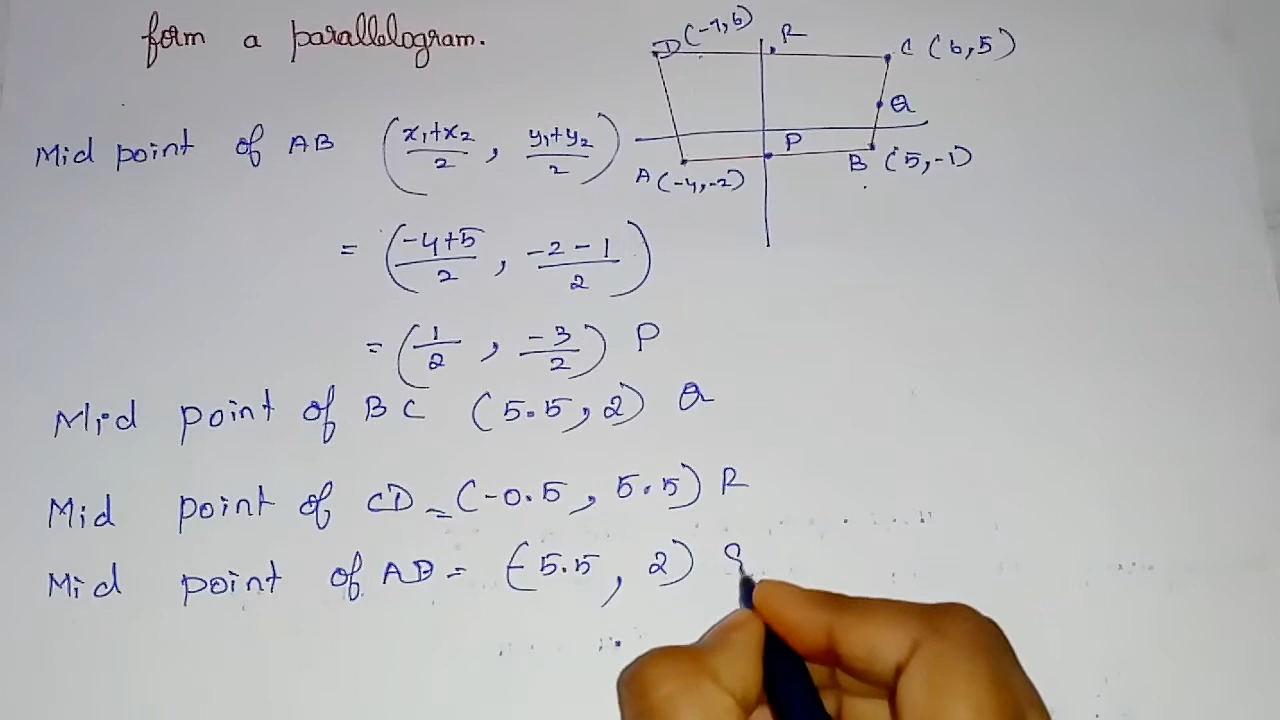 form a parallelogram.
D(-7,6) R
C (6,5)
Q
P
A(-4,-2)
B (5,-1)
Mid point of AB (x₁+x₂/2, y₁+y₂/2)
= (-4+5/2, -2-1/2)
= (1/2, -3/2) P
Mid point of BC (5.5, 2) Q
Mid point of CD = (-0.5, 5.5) R
Mid point of AD = (-5.5, 2) S